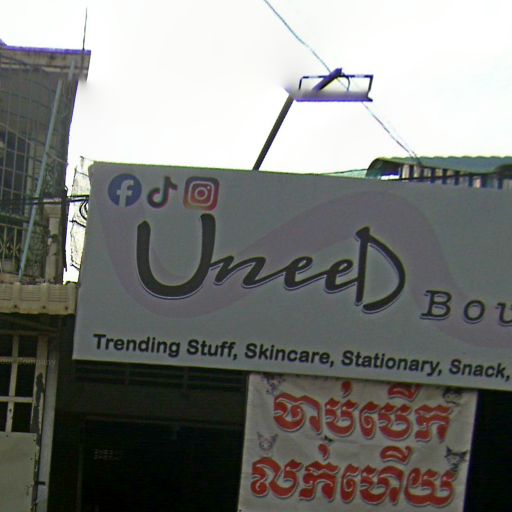 UneeD
Bou
Trending Stuff, Skincare, Stationary, Snack,
ចាប់បើក
លក់ហើយ